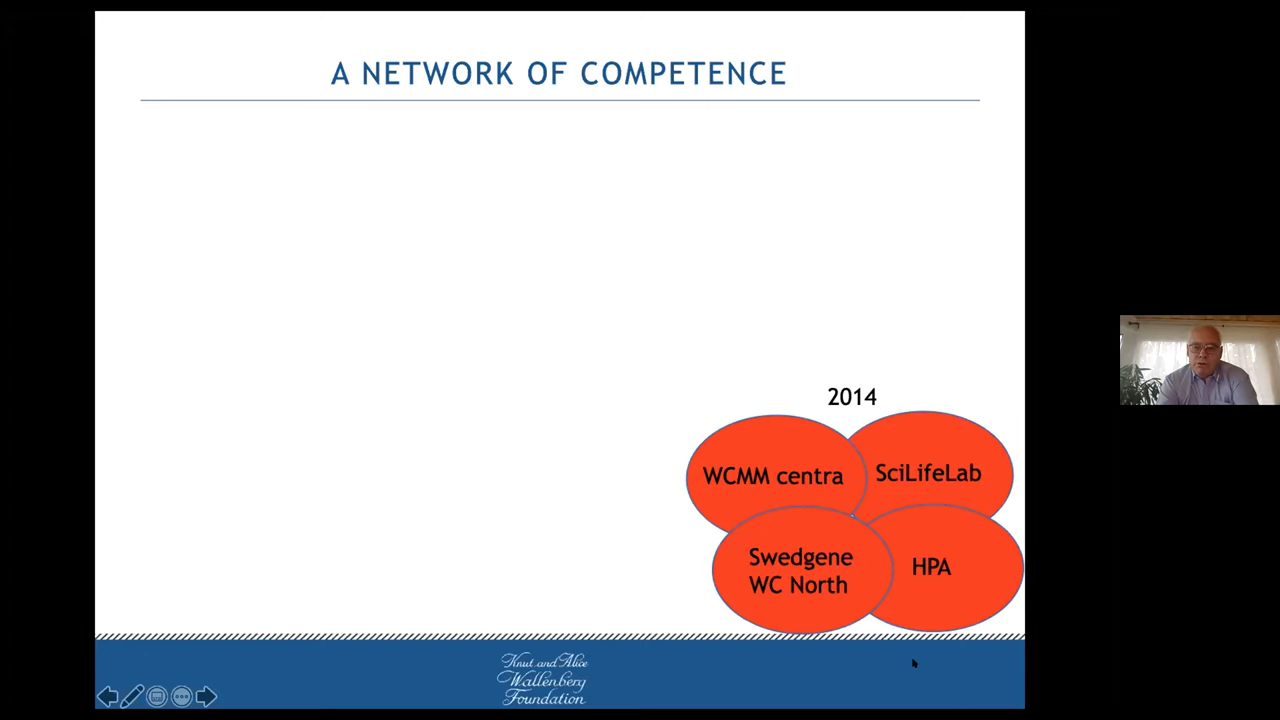 A NETWORK OF COMPETENCE
2014
WCMM centra
SciLifeLab
Swedgene
WC North
HPA
Knut and Alice
Wallenberg
Foundation